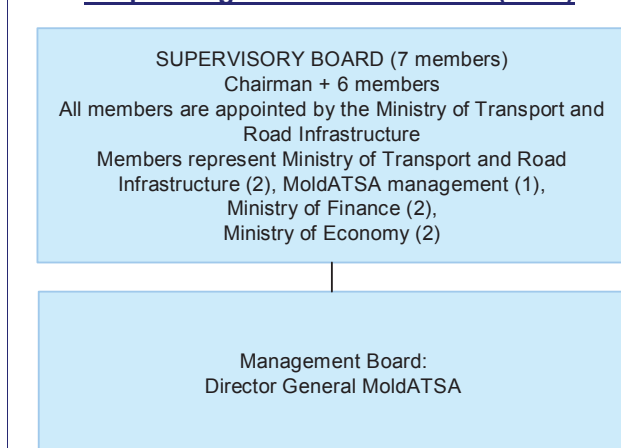 SUPERVISORY BOARD (7 members)
Chairman + 6 members
All members are appointed by the Ministry of Transport and
Road Infrastructure
Members represent Ministry of Transport and Road
Infrastructure (2), MoldATSA management (1),
Ministry of Finance (2),
Ministry of Economy (2)
Management Board:
Director General MoldATSA